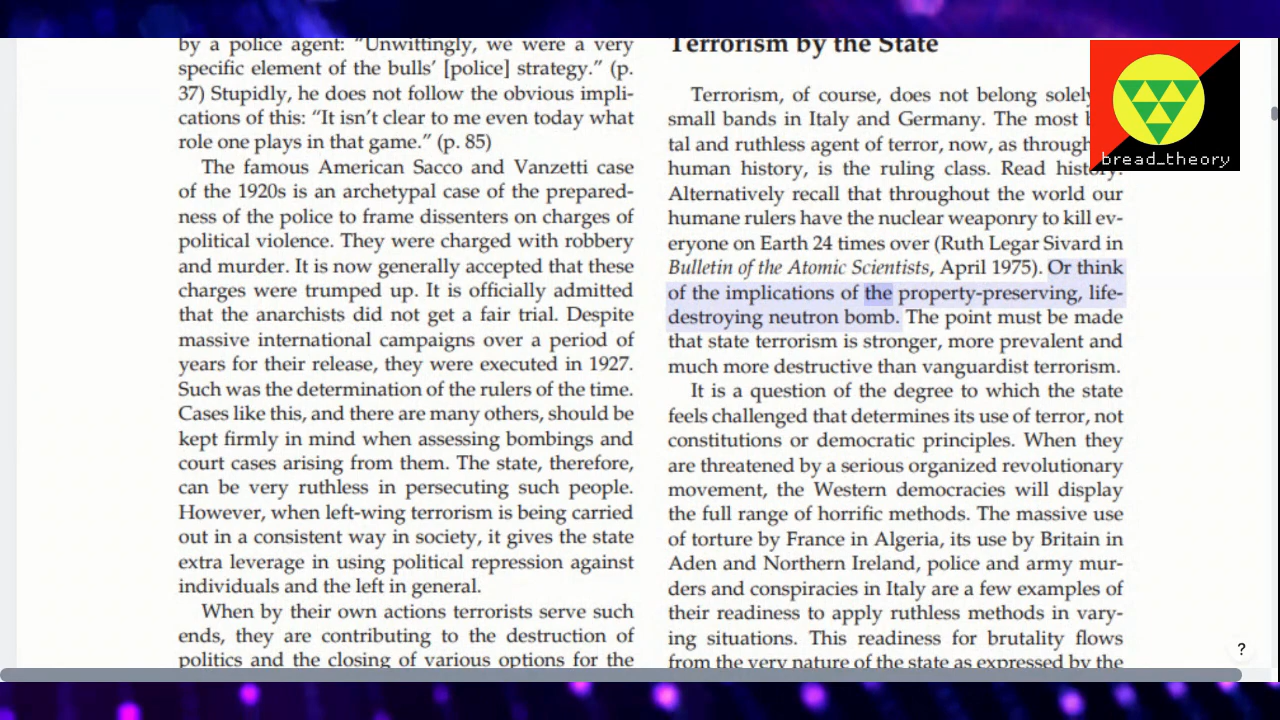 by a police agent: “Unwittingly, we were a very
specific element of the bulls’ [police] strategy.” (p.
37) Stupidly, he does not follow the obvious impli-
cations of this: “It isn’t clear to me even today what
role one plays in that game.” (p. 85)
The famous American Sacco and Vanzetti case
of the 1920s is an archetypal case of the prepared-
ness of the police to frame dissenters on charges of
political violence. They were charged with robbery
and murder. It is now generally accepted that these
charges were trumped up. It is officially admitted
that the anarchists did not get a fair trial. Despite
massive international campaigns over a period of
years for their release, they were executed in 1927.
Such was the determination of the rulers of the time.
Cases like this, and there are many others, should be
kept firmly in mind when assessing bombings and
court cases arising from them. The state, therefore,
can be very ruthless in persecuting such people.
However, when left-wing terrorism is being carried
out in a consistent way in society, it gives the state
extra leverage in using political repression against
individuals and the left in general.
When by their own actions terrorists serve such
ends, they are contributing to the destruction of
politics and the closing of various options for the
Terrorism by the State
Terrorism, of course, does not belong solely
small bands in Italy and Germany. The most
tal and ruthless agent of terror, now, as through
human history, is the ruling class. Read history.
Alternatively recall that throughout the world our
humane rulers have the nuclear weaponry to kill ev-
eryone on Earth 24 times over (Ruth Legar Sivard in
Bulletin of the Atomic Scientists, April 1975). Or think
of the implications of the property-preserving, life-
destroying neutron bomb. The point must be made
that state terrorism is stronger, more prevalent and
much more destructive than vanguardist terrorism.
It is a question of the degree to which the state
feels challenged that determines its use of terror, not
constitutions or democratic principles. When they
are threatened by a serious organized revolutionary
movement, the Western democracies will display
the full range of horrific methods. The massive use
of torture by France in Algeria, its use by Britain in
Aden and Northern Ireland, police and army mur-
ders and conspiracies in Italy are a few examples of
their readiness to apply ruthless methods in vary-
ing situations. This readiness for brutality flows
from the very nature of the state as expressed by the
bread_theory
?